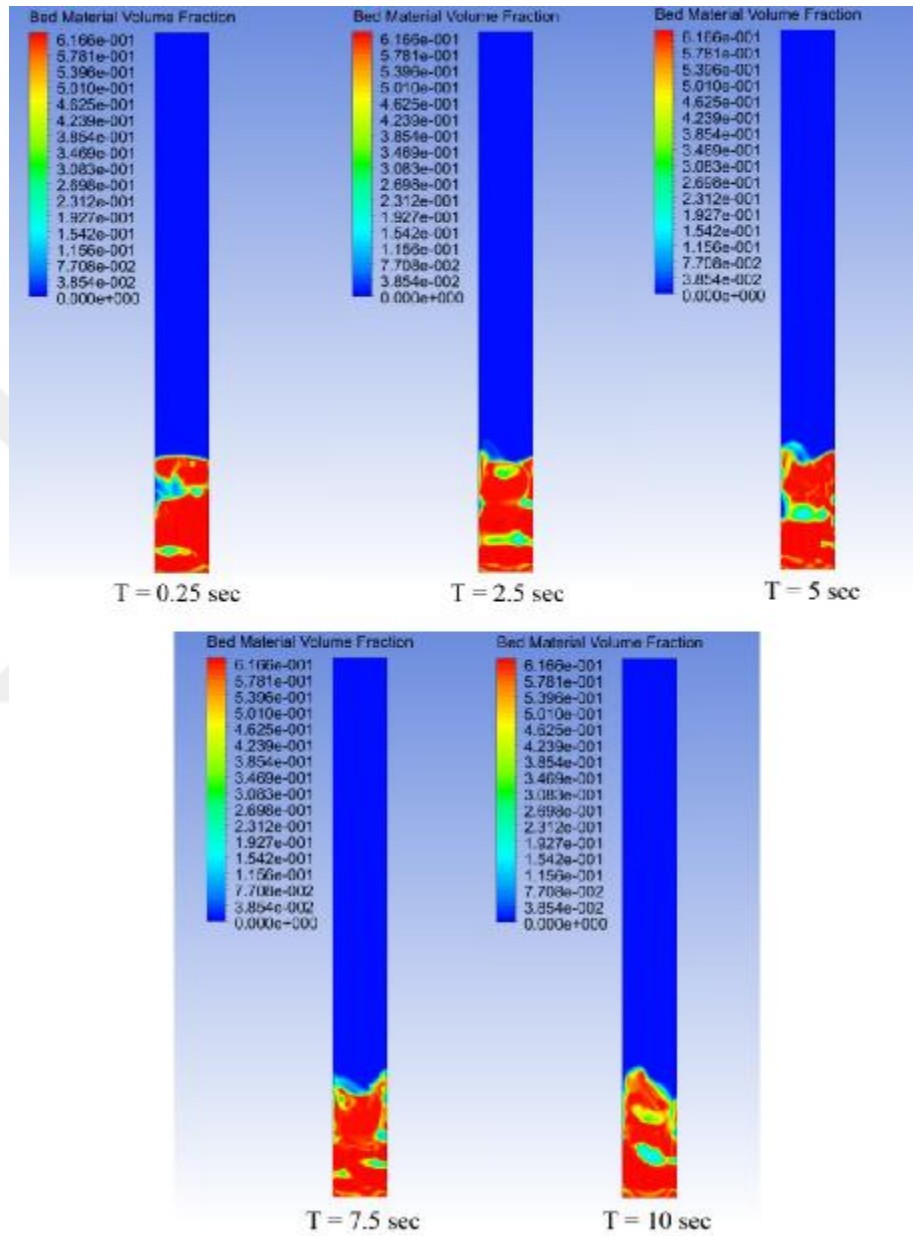 Bed Material Volume Fraction
6.166e-001
5.781e-001
5.396e-001
5.010e-001
4.625e-001
4.239e-001
3.854e-001
3.469e-001
3.083e-001
2.698e-001
2.312e-001
1.927e-001
1.542e-001
1.156e-001
7.708e-002
3.854e-002
0.000e+000
T = 0.25 sec
Bed Material Volume Fraction
6.166e-001
5.781e-001
5.396e-001
5.010e-001
4.625e-001
4.239e-001
3.854e-001
3.469e-001
3.083e-001
2.698e-001
2.312e-001
1.927e-001
1.542e-001
1.156e-001
7.708e-002
3.854e-002
0.000e+000
T = 2.5 sec
Bed Material Volume Fraction
6.166e-001
5.781e-001
5.396e-001
5.010e-001
4.625e-001
4.239e-001
3.854e-001
3.469e-001
3.083e-001
2.698e-001
2.312e-001
1.927e-001
1.542e-001
1.156e-001
7.708e-002
3.854e-002
0.000e+000
T = 5 sec
Bed Material Volume Fraction
6.166e-001
5.781e-001
5.396e-001
5.010e-001
4.625e-001
4.239e-001
3.854e-001
3.469e-001
3.083e-001
2.698e-001
2.312e-001
1.927e-001
1.542e-001
1.156e-001
7.708e-002
3.854e-002
0.000e+000
T = 7.5 sec
Bed Material Volume Fraction
6.166e-001
5.781e-001
5.396e-001
5.010e-001
4.625e-001
4.239e-001
3.854e-001
3.469e-001
3.083e-001
2.698e-001
2.312e-001
1.927e-001
1.542e-001
1.156e-001
7.708e-002
3.854e-002
0.000e+000
T = 10 sec